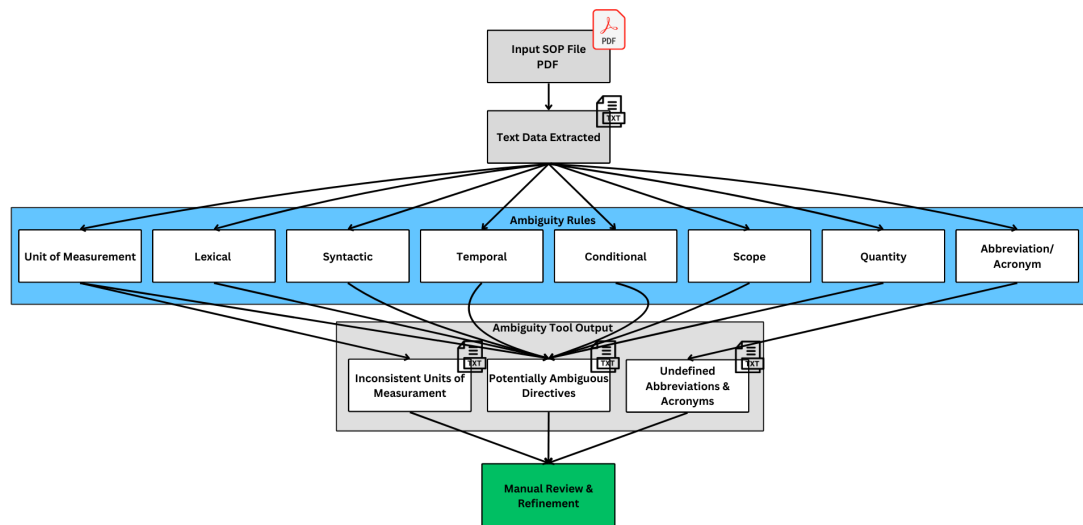 PDF
Input SOP File
PDF
TXT
Text Data Extracted
Ambiguity Rules
Unit of Measurement
Lexical
Syntactic
Temporal
Conditional
Scope
Quantity
Abbreviation/
Acronym
Ambiguity Tool Output
TXT
TXT
TXT
Inconsistent Units of
Measurament
Potentially Ambiguous
Directives
Undefined
Abbreviations &
Acronyms
Manual Review &
Refinement